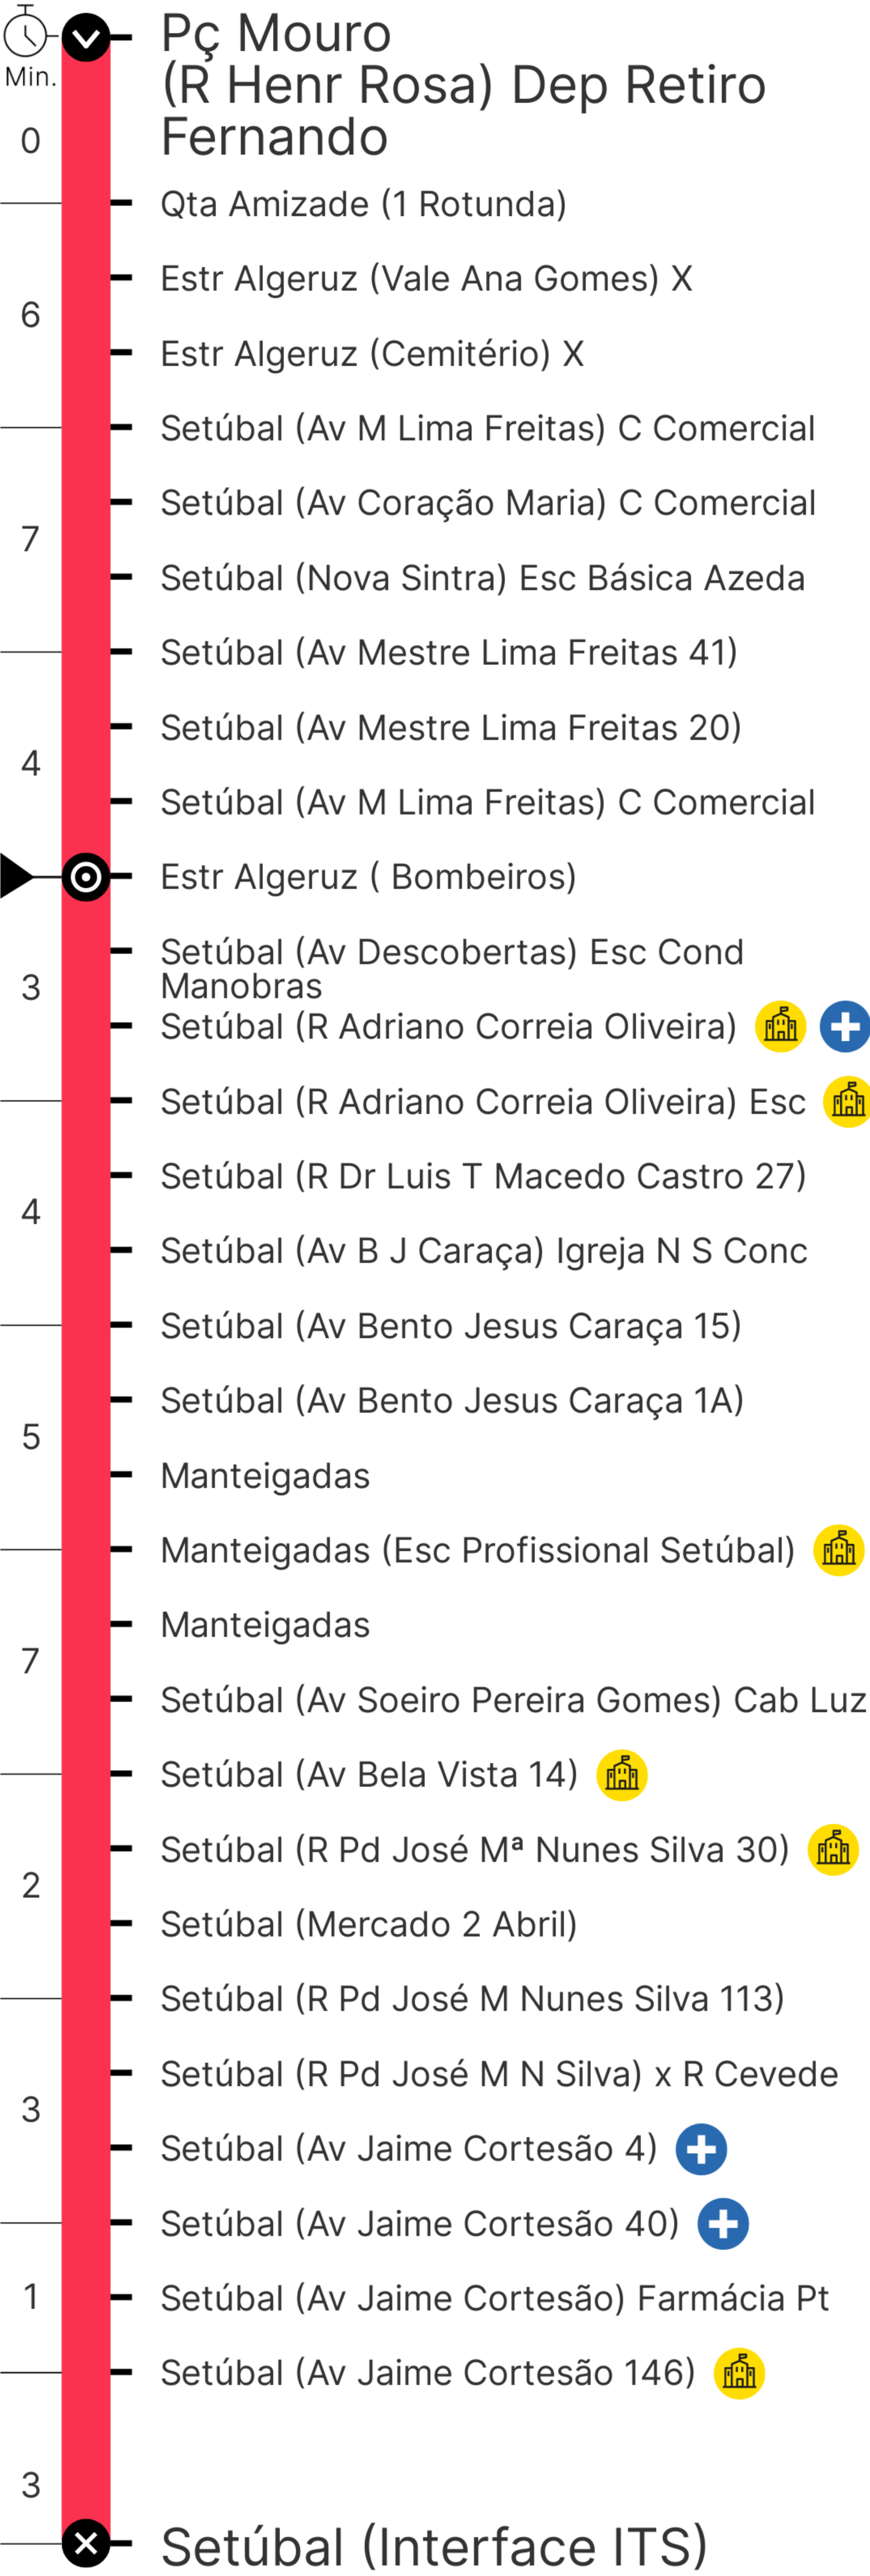 Min.
Pç Mouro
(R Henr Rosa) Dep Retiro
Fernando
0
Qta Amizade (1 Rotunda)
Estr Algeruz (Vale Ana Gomes) X
6
Estr Algeruz (Cemitério) X
Setúbal (Av M Lima Freitas) C Comercial
Setúbal (Av Coração Maria) C Comercial
7
Setúbal (Nova Sintra) Esc Básica Azeda
Setúbal (Av Mestre Lima Freitas 41)
Setúbal (Av Mestre Lima Freitas 20)
4
Setúbal (Av M Lima Freitas) C Comercial
Estr Algeruz ( Bombeiros)
Setúbal (Av Descobertas) Esc Cond
Manobras
3
Setúbal (R Adriano Correia Oliveira)
Setúbal (R Adriano Correia Oliveira) Esc
Setúbal (R Dr Luis T Macedo Castro 27)
4
Setúbal (Av B J Caraça) Igreja N S Conc
Setúbal (Av Bento Jesus Caraça 15)
Setúbal (Av Bento Jesus Caraça 1A)
5
Manteigadas
Manteigadas (Esc Profissional Setúbal)
Manteigadas
7
Setúbal (Av Soeiro Pereira Gomes) Cab Luz
Setúbal (Av Bela Vista 14)
Setúbal (R Pd José Mª Nunes Silva 30)
2
Setúbal (Mercado 2 Abril)
Setúbal (R Pd José M Nunes Silva 113)
Setúbal (R Pd José M N Silva) x R Cevede
3
Setúbal (Av Jaime Cortesão 4)
Setúbal (Av Jaime Cortesão 40)
1
Setúbal (Av Jaime Cortesão) Farmácia Pt
Setúbal (Av Jaime Cortesão 146)
3
Setúbal (Interface ITS)